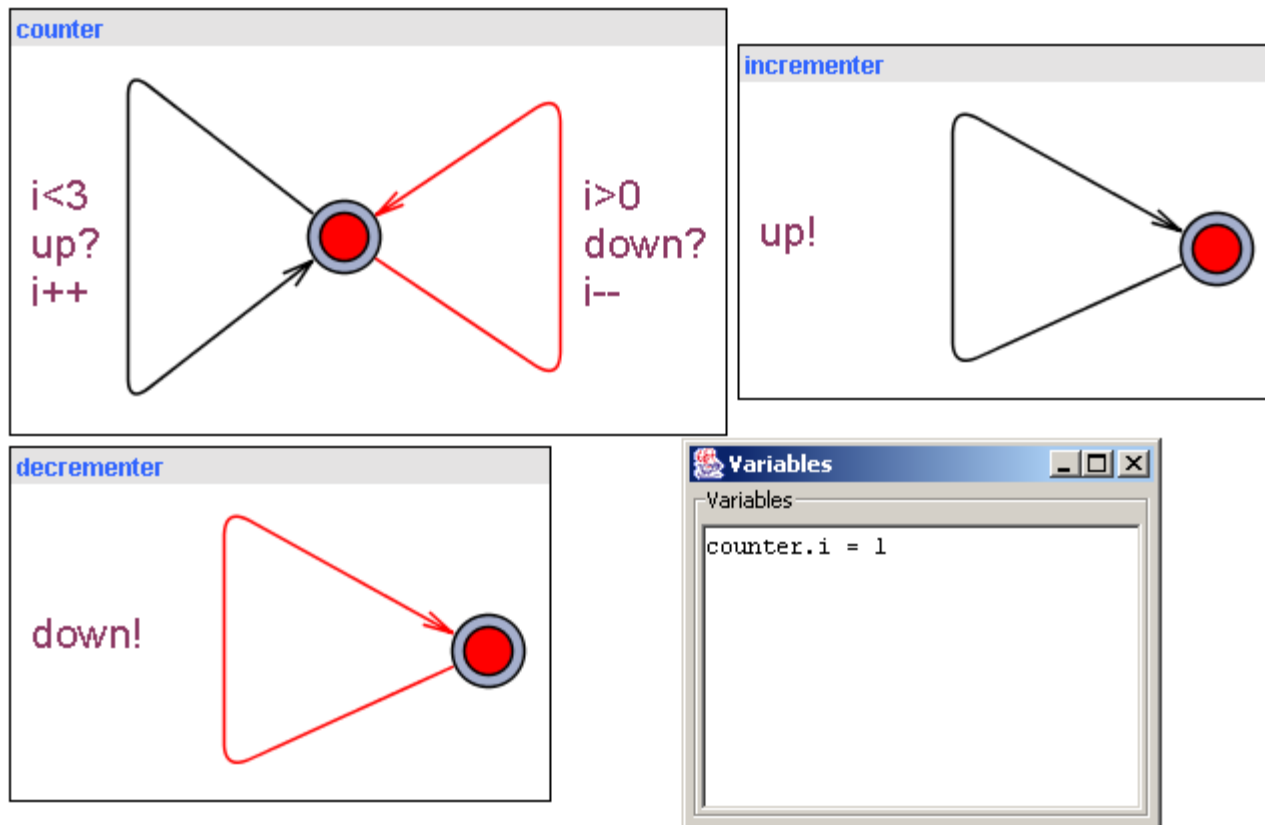 counter
i<3
up?
i++
i>0
down?
i--
incrementer
up!
decrementer
down!
Variables
Variables
counter.i = 1